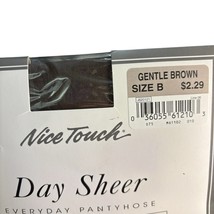 GENTLE BROWN
SIZE B $2.29
0 36055 61210 3
Nice Touch
Day Sheer
EVERYDAY PANTYHOSE